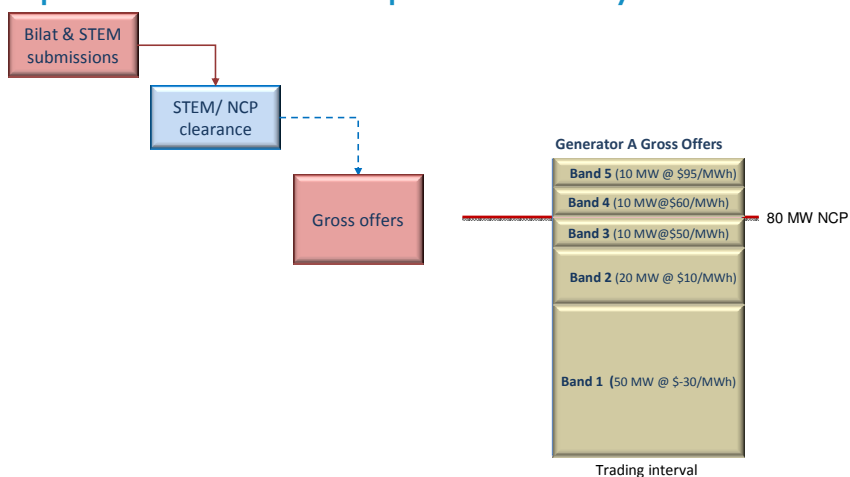 Bilat & STEM
submissions
STEM/ NCP
clearance
Gross offers
Generator A Gross Offers
Band 5 (10 MW @ $95/MWh)
Band 4 (10 MW@$60/MWh)
80 MW NCP
Band 3 (10 MW@$50/MWh)
Band 2 (20 MW @ $10/MWh)
Band 1 (50 MW @ $-30/MWh)
Trading interval